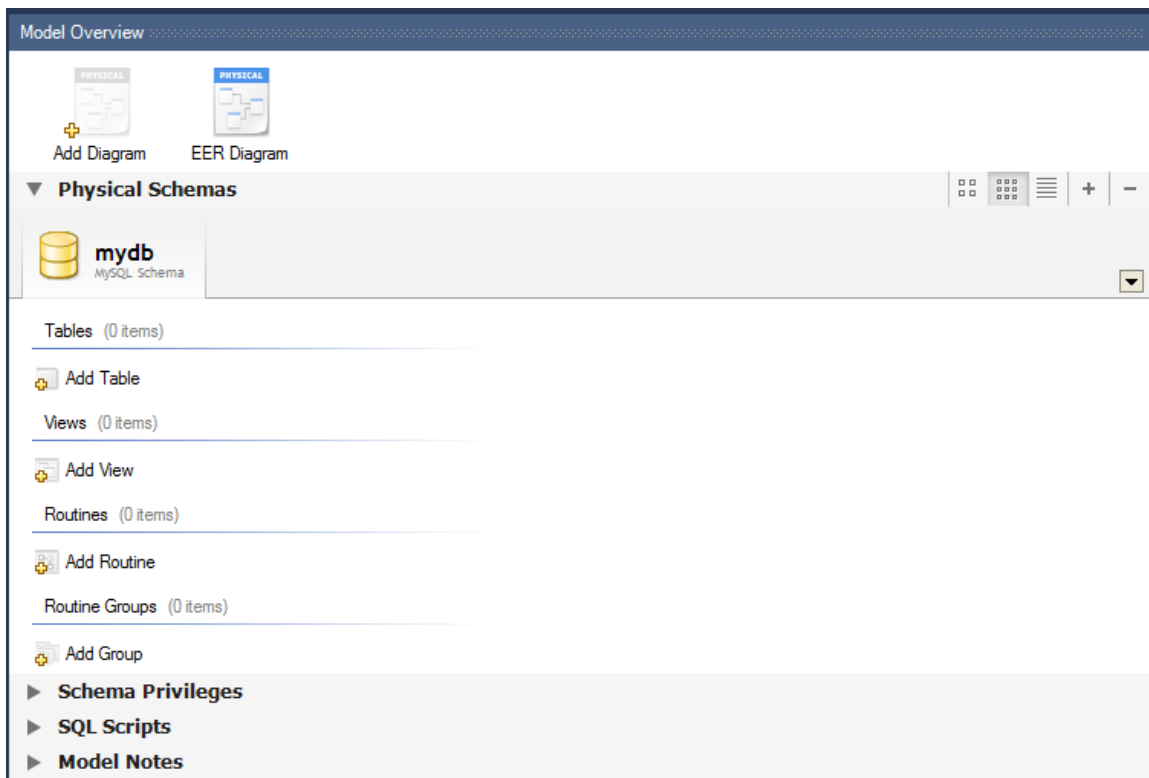 Model Overview
PHYSICAL PHYSICAL
Add Diagram EER Diagram
Physical Schemas
mydb
MySQL Schema
Tables (0 items)
Add Table
Views (0 items)
Add View
Routines (0 items)
Add Routine
Routine Groups (0 items)
Add Group
Schema Privileges
SQL Scripts
Model Notes